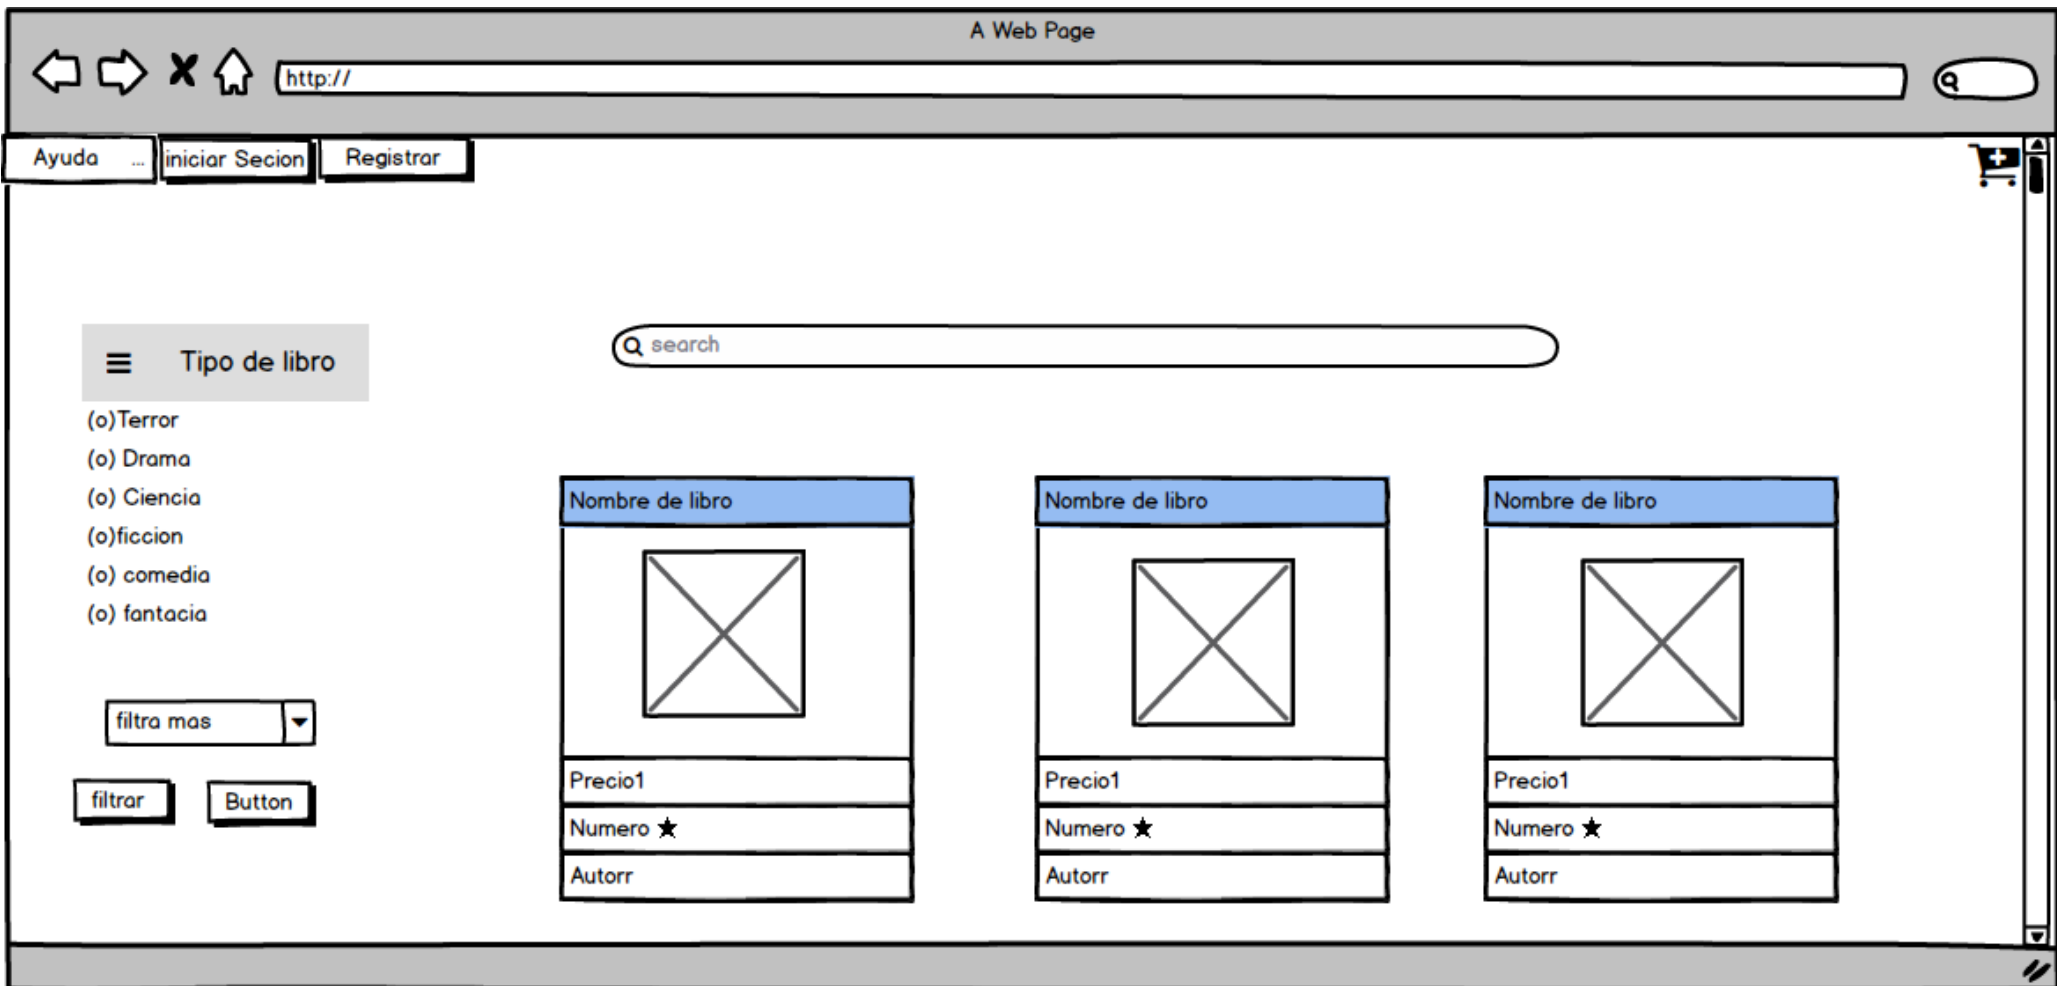 A Web Page
http://
Ayuda ...
iniciar Secion
Registrar
Tipo de libro
search
(o)Terror
(o) Drama
(o) Ciencia
(o)ficcion
(o) comedia
(o) fantacia
filtra mas
filtrar
Button
Nombre de libro
Precio1
Numero ★
Autorr
Nombre de libro
Precio1
Numero ★
Autorr
Nombre de libro
Precio1
Numero ★
Autorr